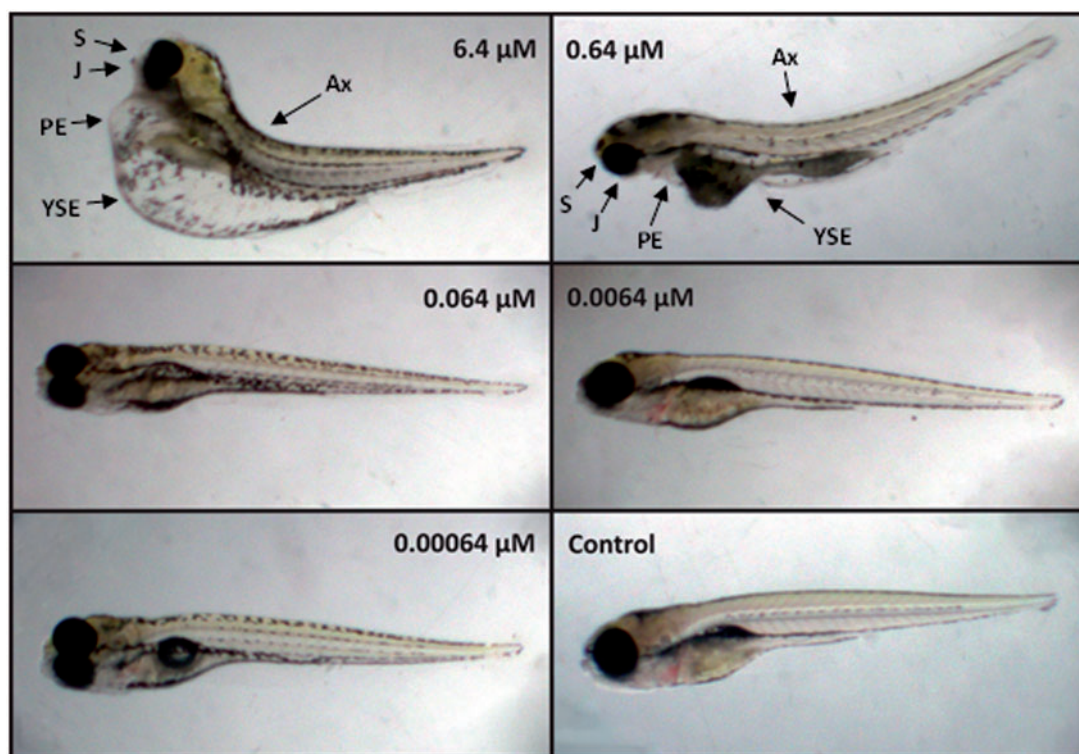 S
J
PE
YSE
Ax
6.4 µM
0.64 µM
Ax
S
J
PE
YSE
0.064 µM
0.0064 µM
0.00064 µM
Control